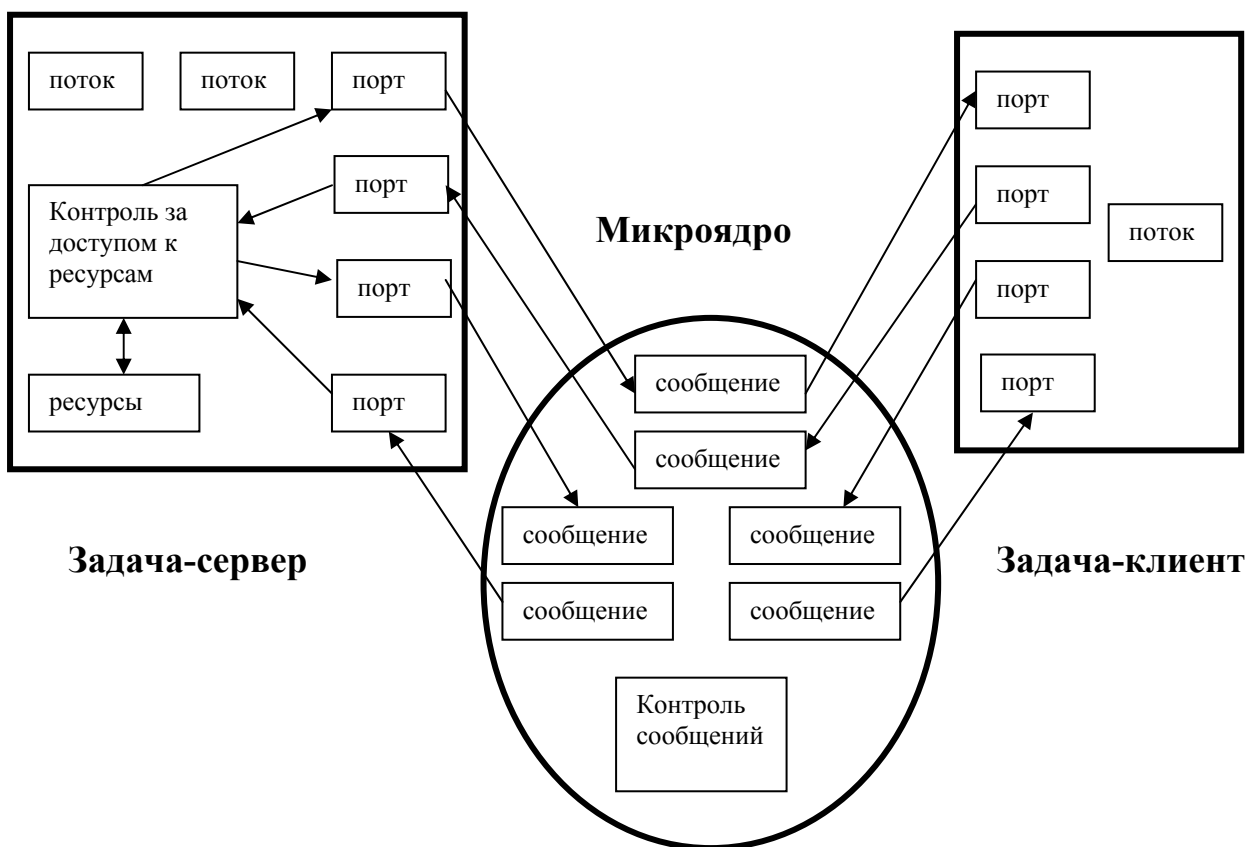 поток
поток
порт
порт
Контроль за
доступом к
ресурсам
порт
ресурсы
порт
Задача-сервер
Микроядро
сообщение
сообщение
сообщение
сообщение
сообщение
сообщение
Контроль
сообщений
порт
порт
поток
порт
порт
Задача-клиент